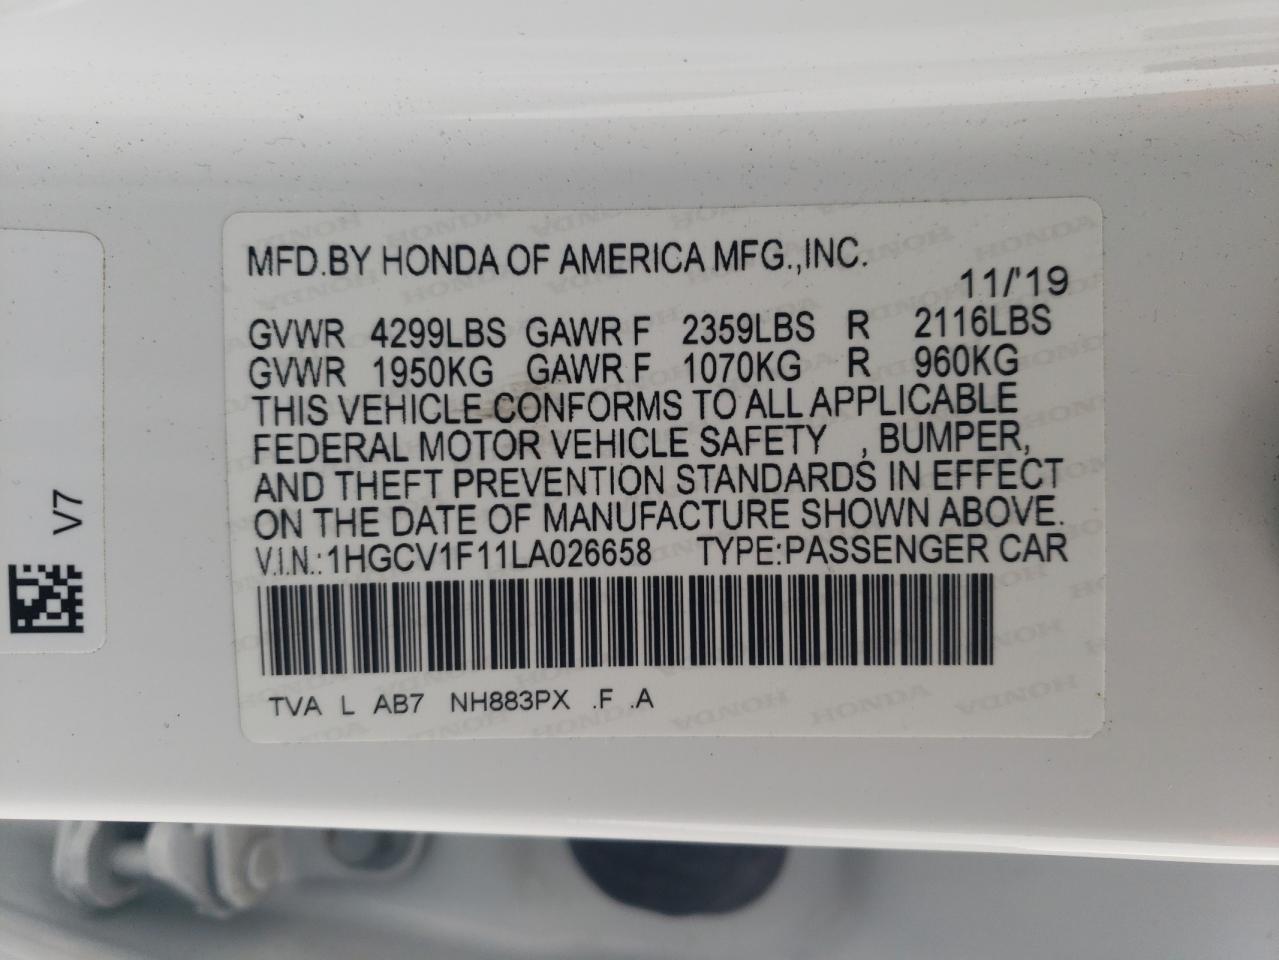 MFD.BY HONDA OF AMERICA MFG.,INC.
11/'19
GVWR 4299LBS GAWR F 2359LBS R 2116LBS
GVWR 1950KG GAWR F 1070KG R 960KG
THIS VEHICLE CONFORMS TO ALL APPLICABLE
FEDERAL MOTOR VEHICLE SAFETY , BUMPER,
AND THEFT PREVENTION STANDARDS IN EFFECT
ON THE DATE OF MANUFACTURE SHOWN ABOVE.
V.I.N.:1HGCV1F11LA026658 TYPE:PASSENGER CAR
TVA L AB7 NH883PX .F .A
V7